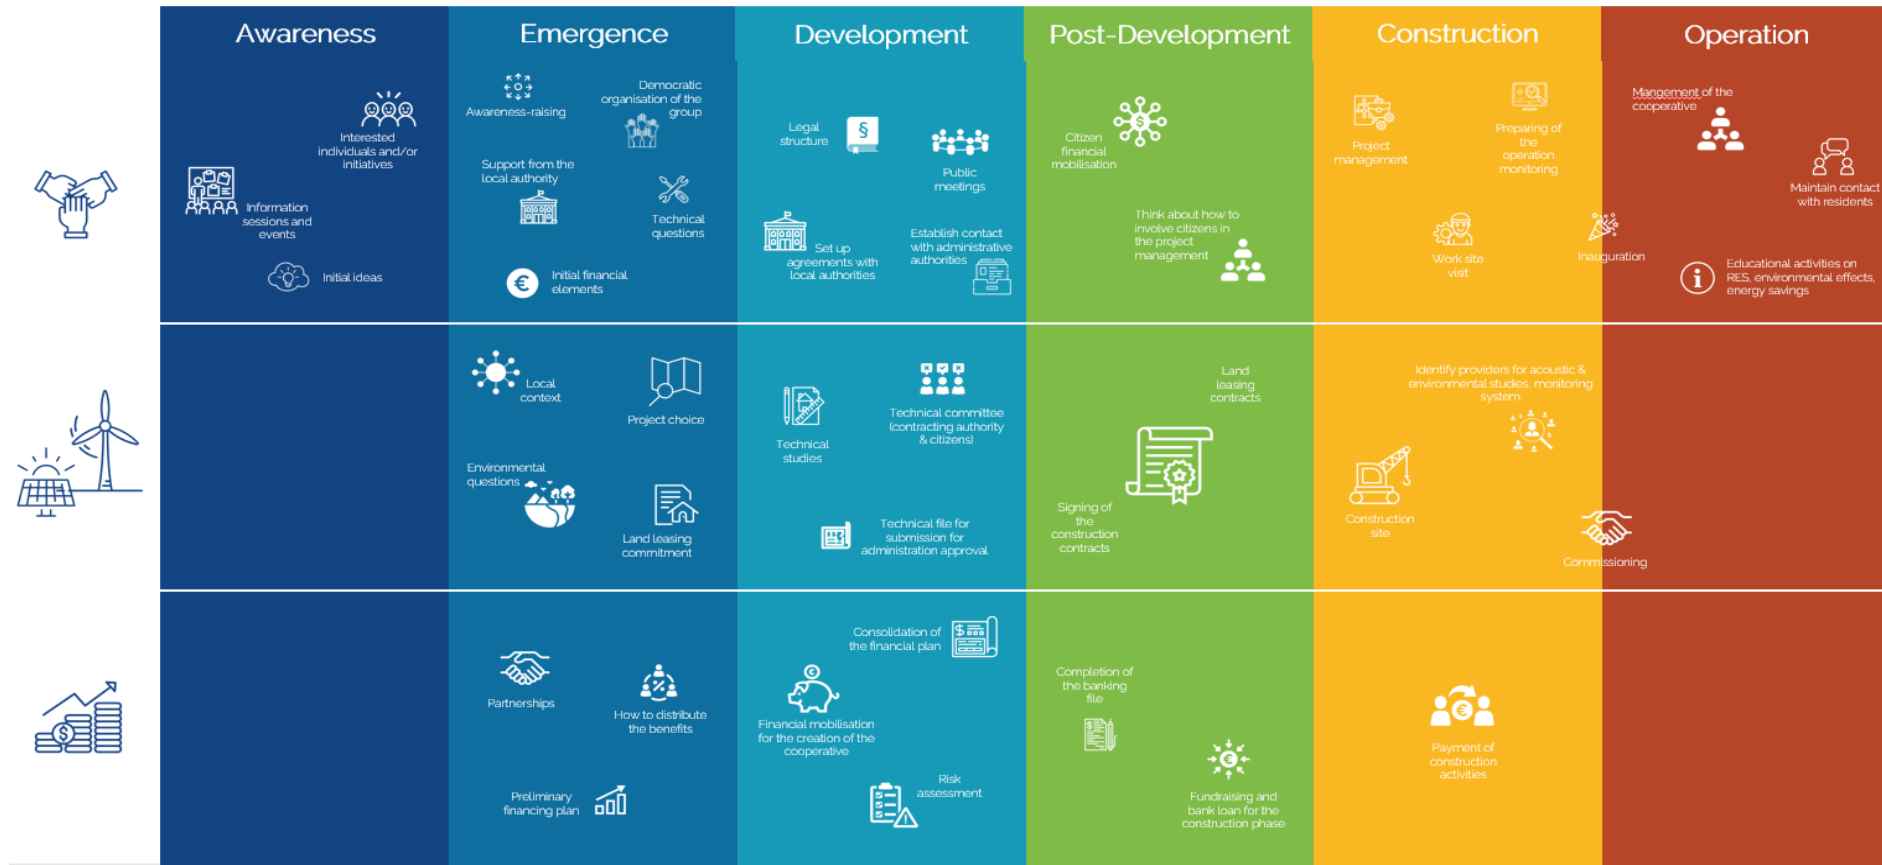 Awareness
Emergence
Development
Post-Development
Construction
Operation
Interested
individuals and/or
initiatives
Information
sessions and
events
Initial ideas
Awareness-raising
Democratic
organisation of the
group
Support from the
local authority
Technical
questions
Initial financial
elements
Legal
structure
§
Public
meetings
Set up
agreements with
local authorities
Establish contact
with administrative
authorities
Citizen
financial
mobilisation
Think about how to
involve citizens in
the project
management
Project
management
Preparing of
the
operation
monitoring
Work site
visit
Inauguration
Mangement of the
cooperative
Maintain contact
with residents
Educational activities on
RES, environmental effects,
energy savings
Local
context
Project choice
Environmental
questions
Land leasing
commitment
Technical
studies
Technical committee
(contracting authority
& citizens)
Technical file for
submission for
administration approval
Land
leasing
contracts
Signing of
the
construction
contracts
Identify providers for acoustic &
environmental studies, monitoring
system
Construction
site
Commissioning
Partnerships
How to distribute
the benefits
Preliminary
financing plan
Consolidation of
the financial plan
Financial mobilisation
for the creation of the
cooperative
Risk
assessment
Completion of
the banking
file
Fundraising and
bank loan for the
construction phase
Payment of
construction
activities